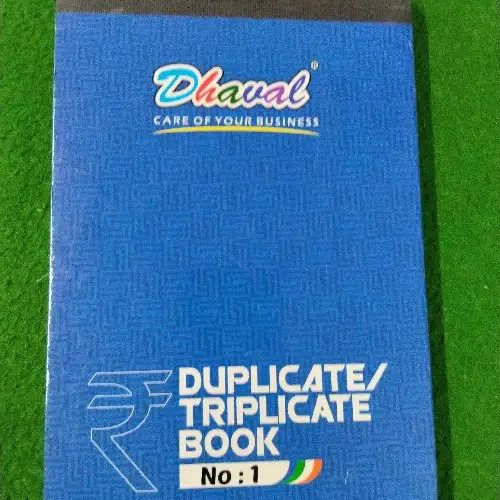 Dhaval®
CARE OF YOUR BUSINESS
₹
DUPLICATE/
TRIPLICATE
BOOK
No : 1